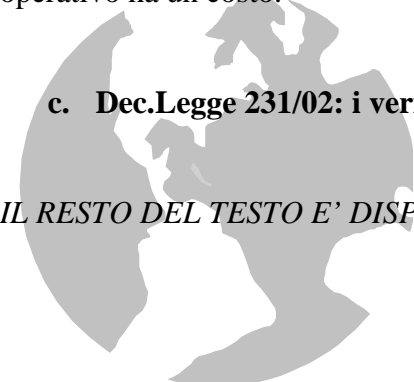 operativo ha un costo.
c. Dec.Legge 231/02: i ver
IL RESTO DEL TESTO E’ DISP